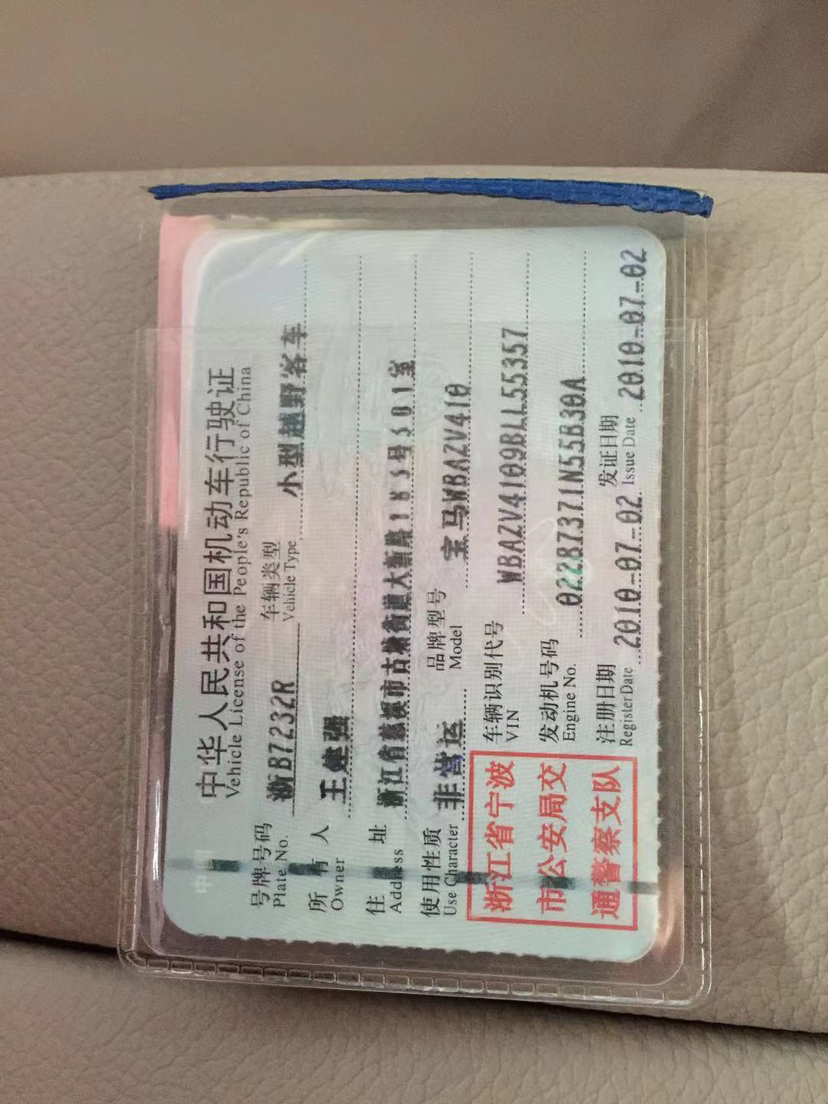 中华人民共和国机动车行驶证
Vehicle License of the People's Republic of China
号牌号码 浙B7232R 车辆类型 小型越野客车
Plate No. Vehicle Type
所有人 王建强
Owner
住址 浙江省慈溪市古塘街道大新路183号301室
Address
使用性质 非营运 品牌型号 宝马WBAZV410
Use Character Model
车辆识别代号 WBAZV4109BLL55357
VIN
发动机号码 02287371N55B30A
Engine No.
注册日期 2010-07-02 发证日期 2010-07-02
Register Date Issue Date
浙江省宁波
市公安局交
通警察支队